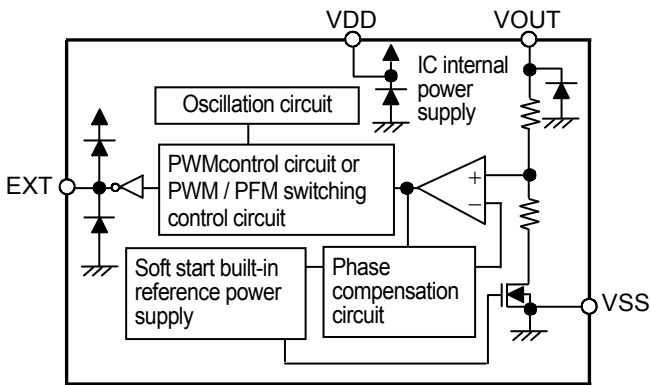 VDD
VOUT
IC internal
power
supply
Oscillation circuit
PWMcontrol circuit or
PWM / PFM switching
control circuit
EXT
+
−
Soft start built-in
reference power
supply
Phase
compensation
circuit
VSS